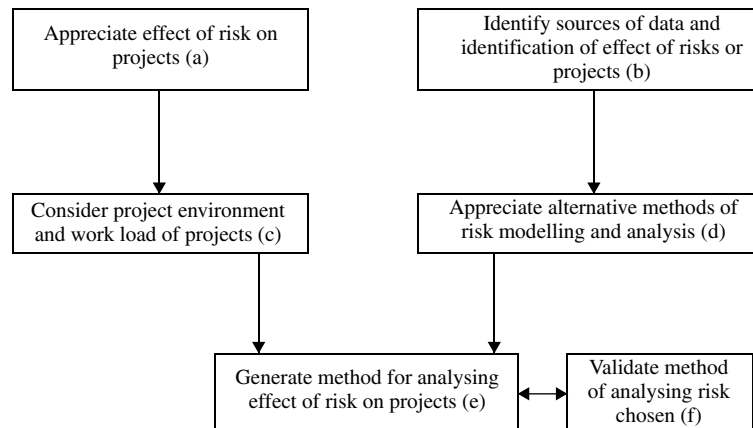 Appreciate effect of risk on
projects (a)
Identify sources of data and
identification of effect of risks or
projects (b)
Consider project environment
and work load of projects (c)
Appreciate alternative methods of
risk modelling and analysis (d)
Generate method for analysing
effect of risk on projects (e)
Validate method
of analysing risk
chosen (f)